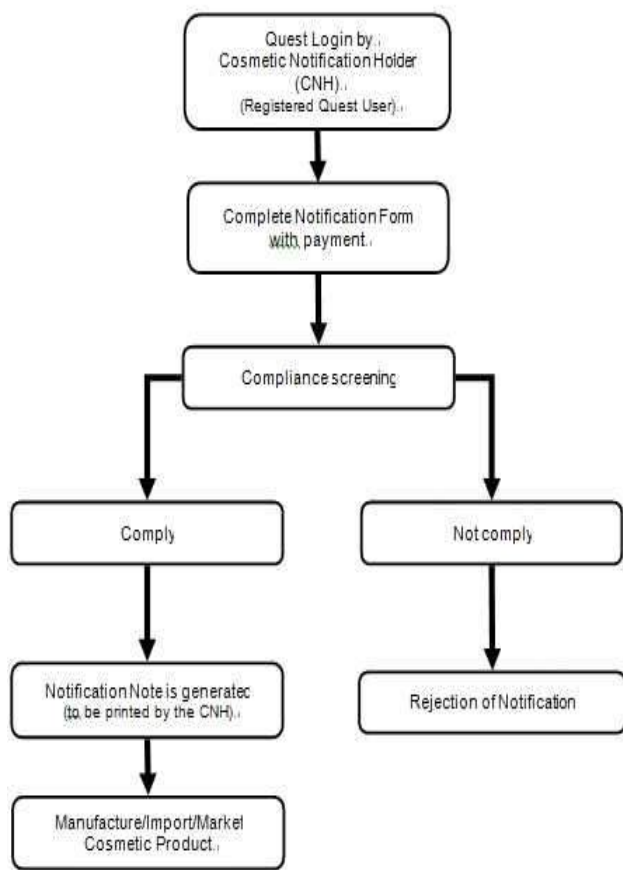 Quest Login by
Cosmetic Notification Holder
(CNH).
(Registered Quest User).
Complete Notification Form
with payment.
Compliance screening
Comply
Not comply
Notification Note is generated
(to be printed by the CNH).
Rejection of Notification
Manufacture/Import/Market
Cosmetic Product.